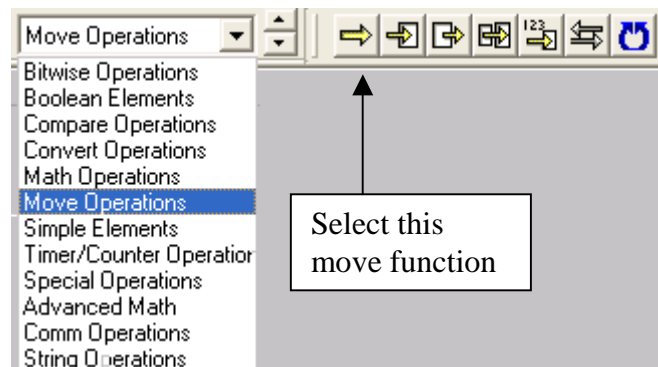 Move Operations
123
Bitwise Operations
Boolean Elements
Compare Operations
Convert Operations
Math Operations
Move Operations
Simple Elements
Timer/Counter Operation
Special Operations
Advanced Math
Comm Operations
String Operations
Select this
move function